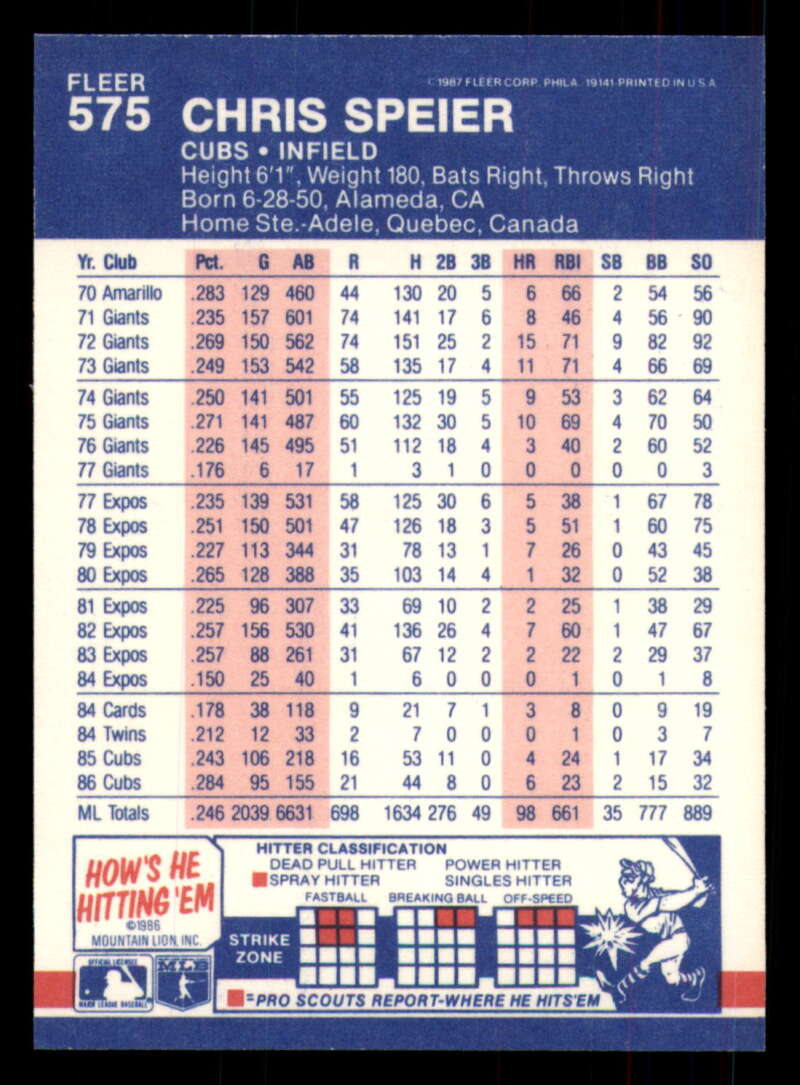 FLEER
©1987 FLEER CORP. PHILA. 19141-PRINTED IN U S A
575 CHRIS SPEIER
CUBS • INFIELD
Height 6'1", Weight 180, Bats Right, Throws Right
Born 6-28-50, Alameda, CA
Home Ste.-Adele, Quebec, Canada
Yr. Club Pct. G AB R H 2B 3B HR RBI SB BB SO
70 Amarillo .283 129 460 44 130 20 5 6 66 2 54 56
71 Giants .235 157 601 74 141 17 6 8 46 4 56 90
72 Giants .269 150 562 74 151 25 2 15 71 9 82 92
73 Giants .249 153 542 58 135 17 4 11 71 4 66 69
74 Giants .250 141 501 55 125 19 5 9 53 3 62 64
75 Giants .271 141 487 60 132 30 5 10 69 4 70 50
76 Giants .226 145 495 51 112 18 4 3 40 2 60 52
77 Giants .176 6 17 1 3 1 0 0 0 0 0 3
77 Expos .235 139 531 58 125 30 6 5 38 1 67 78
78 Expos .251 150 501 47 126 18 3 5 51 1 60 75
79 Expos .227 113 344 31 78 13 1 7 26 0 43 45
80 Expos .265 128 388 35 103 14 4 1 32 0 52 38
81 Expos .225 96 307 33 69 10 2 2 25 1 38 29
82 Expos .257 156 530 41 136 26 4 7 60 1 47 67
83 Expos .257 88 261 31 67 12 2 2 22 2 29 37
84 Expos .150 25 40 1 6 0 0 0 1 0 1 8
84 Cards .178 38 118 9 21 7 1 3 8 0 9 19
84 Twins .212 12 33 2 7 0 0 0 1 0 3 7
85 Cubs .243 106 218 16 53 11 0 4 24 1 17 34
86 Cubs .284 95 155 21 44 8 0 6 23 2 15 32
ML Totals .246 2039 6631 698 1634 276 49 98 661 35 777 889
HOW'S HE
HITTING 'EM
©1986
MOUNTAIN LION, INC.
HITTER CLASSIFICATION
DEAD PULL HITTER POWER HITTER
SPRAY HITTER SINGLES HITTER
FASTBALL BREAKING BALL OFF-SPEED
STRIKE
ZONE
=PRO SCOUTS REPORT-WHERE HE HITS'EM
OFFICIAL LICENSEE
MAJOR LEAGUE BASEBALL